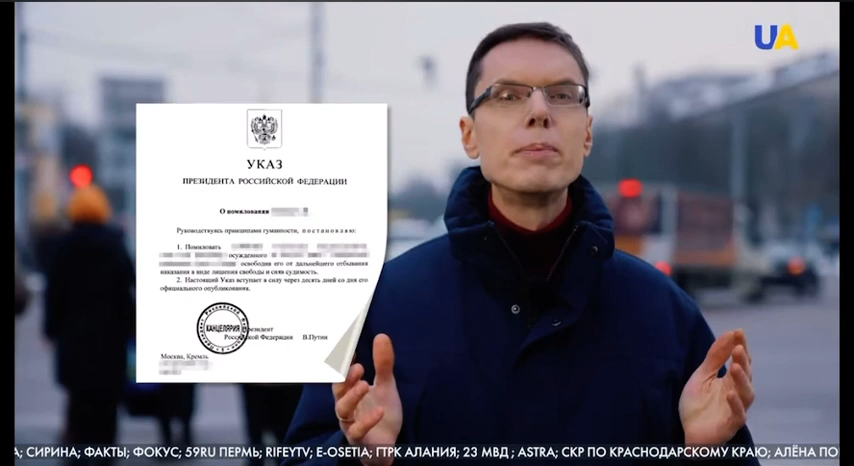 UA
УКАЗ
ПРЕЗИДЕНТА РОССИЙСКОЙ ФЕДЕРАЦИИ
О помиловании
Руководствуясь принципами гуманности, постановляю:
1. Помиловать
осужденного
освободив его от дальнейшего отбывания
наказания в виде лишения свободы и сняв судимость.
2. Настоящий Указ вступает в силу через десять дней со дня его
официального опубликования.
КАНЦЕЛЯРИЯ
Президент
Российской Федерации В.Путин
Москва, Кремль
А; СИРИНА; ФАКТЫ; ФОКУС; 59RU ПЕРМЬ; RIFEYTV; E-OSETIA; ГТРК АЛАНИЯ; 23 МВД ; ASTRA; СКР ПО КРАСНОДАРСКОМУ КРАЮ; АЛЁНА ПО